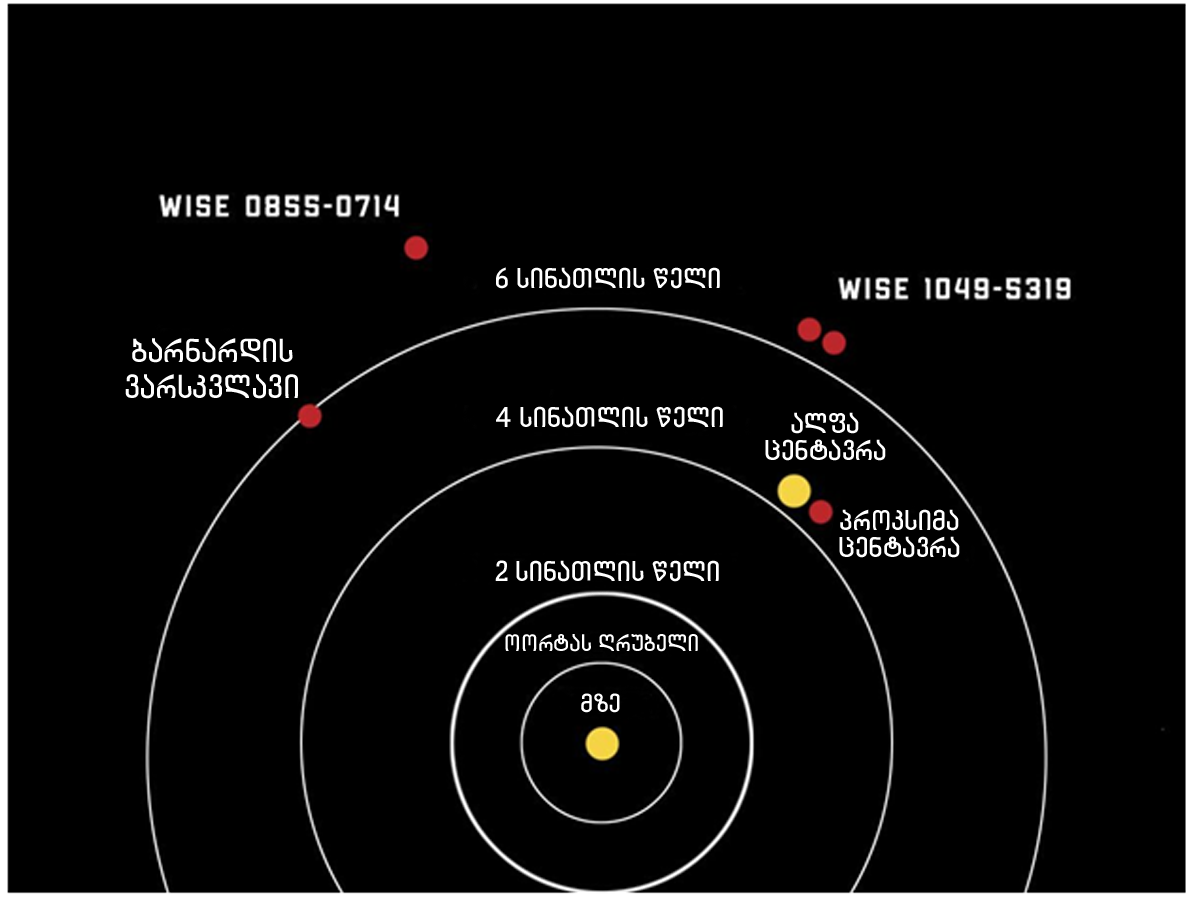 WISE 0855-0714
6 სინათლის წელი
WISE 1049-5319
ბარნარდის
ვარსკვლავი
4 სინათლის წელი
ალფა
ცენტავრა
პროკსიმა
ცენტავრა
2 სინათლის წელი
ოორტას ღრუბელი
მზე